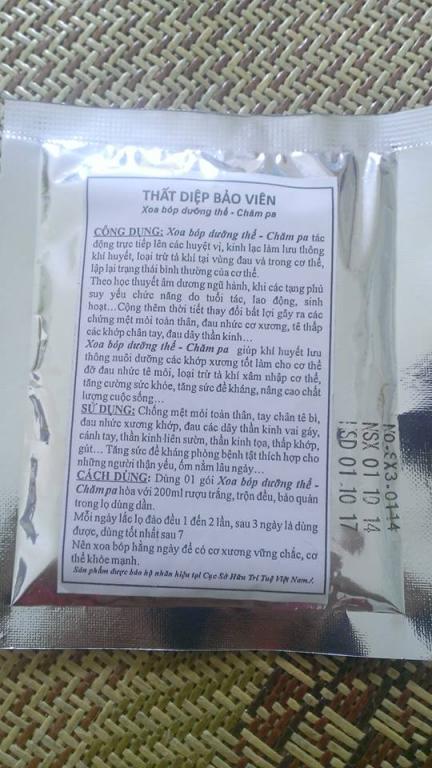 THẤT DIỆP BẢO VIÊN
Xoa bóp dưỡng thể - Chăm pa
CÔNG DỤNG: Xoa bóp dưỡng thể - Chăm pa tác
động trực tiếp lên các huyệt vị, kinh lạc làm lưu thông
khí huyết, loại trừ tà khí tại vùng đau và trong cơ thể,
lập lại trạng thái bình thường của cơ thể.
Theo học thuyết âm dương ngũ hành, khi các tạng phủ
suy yếu chức năng do tuổi tác, lao động, sinh
hoạt...Cộng thêm thời tiết thay đổi bất lợi gây ra các
chứng mệt mỏi toàn thân, đau nhức cơ xương, tê thấp
các khớp chân tay, đau dây thần kinh...
Xoa bóp dưỡng thể - Chăm pa giúp khí huyết lưu
thông nuôi dưỡng các khớp xương tốt làm cho cơ thể
đỡ đau nhức tê mỏi, loại trừ tà khí xâm nhập cơ thể,
tăng cường sức khỏe, tăng sức đề kháng, nâng cao chất
lượng cuộc sống...
SỬ DỤNG: Chống mệt mỏi toàn thân, tay chân tê bì,
đau nhức xương khớp, đau các dây thần kinh vai gáy,
cánh tay, thần kinh liên sườn, thần kinh tọa, thấp khớp,
gút... Tăng sức đề kháng phòng bệnh tật thích hợp cho
những người thận yếu, ốm nằm lâu ngày...
CÁCH DÙNG: Dùng 01 gói Xoa bóp dưỡng thể -
Chăm pa hòa với 200ml rượu trắng, trộn đều, bảo quản
trong lọ dùng dần.
Mỗi ngày lắc lọ đảo đều 1 đến 2 lần, sau 3 ngày là dùng
được, dùng tốt nhất sau 7
Nên xoa bóp hằng ngày để có cơ xương vững chắc, cơ
thể khỏe mạnh.
Sản phẩm được bảo hộ nhãn hiệu tại Cục Sở Hữu Trí Tuệ Việt Nam./.
NO.SX3.0114
NSX 01 10 14
HSD 01 10 17